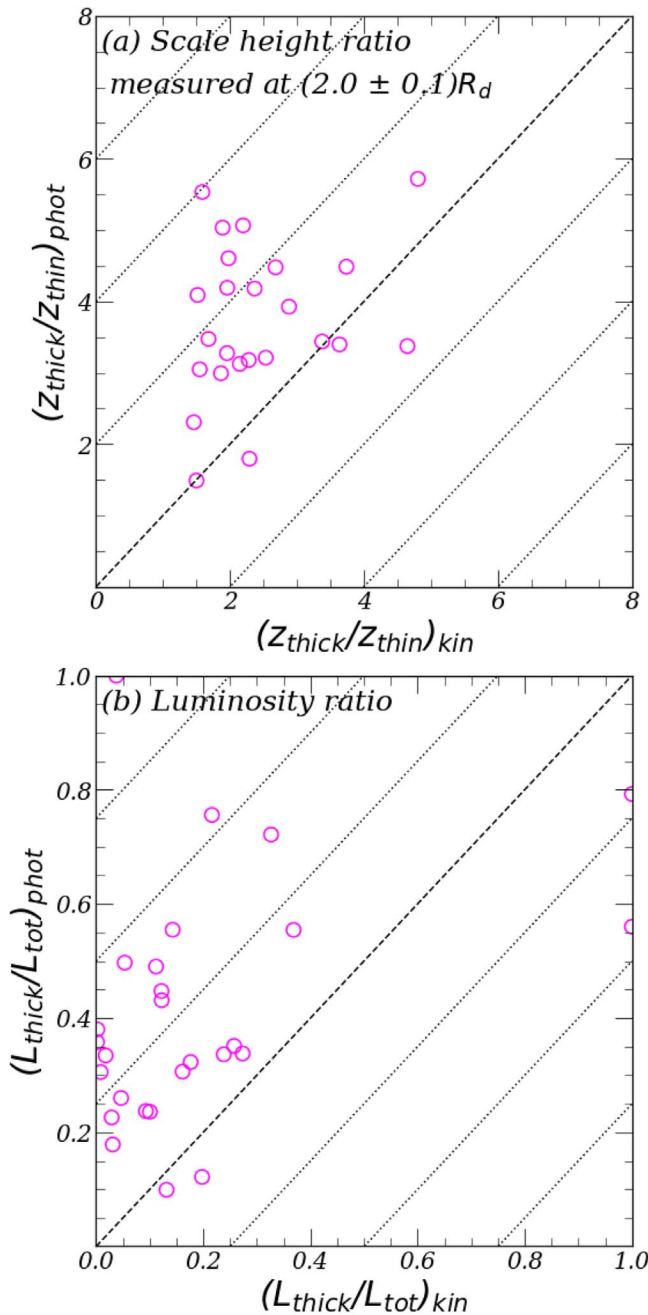 8
(a) Scale height ratio
measured at (2.0 ± 0.1)R_d
6
4
2
(z_thick/z_thin)_phot
0 2 4 6 8
(z_thick/z_thin)_kin
1.0
(b) Luminosity ratio
0.8
0.6
0.4
0.2
(L_thick/L_tot)_phot
0.0 0.2 0.4 0.6 0.8 1.0
(L_thick/L_tot)_kin